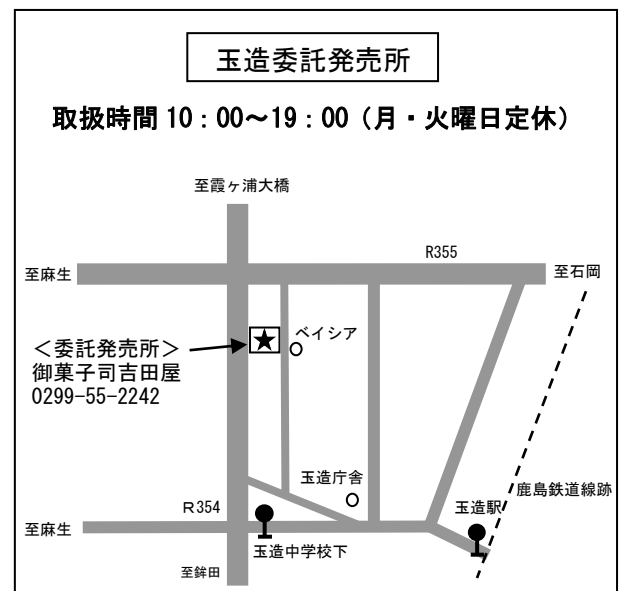 玉造委託発売所
取扱時間 10：00～19：00（月・火曜日定休）
至霞ヶ浦大橋
R355
至麻生
至石岡
ベイシア
＜委託発売所＞
御菓子司吉田屋
0299-55-2242
玉造庁舎
鹿島鉄道線跡
Ｒ354
玉造駅
至麻生
玉造中学校下
至鉾田